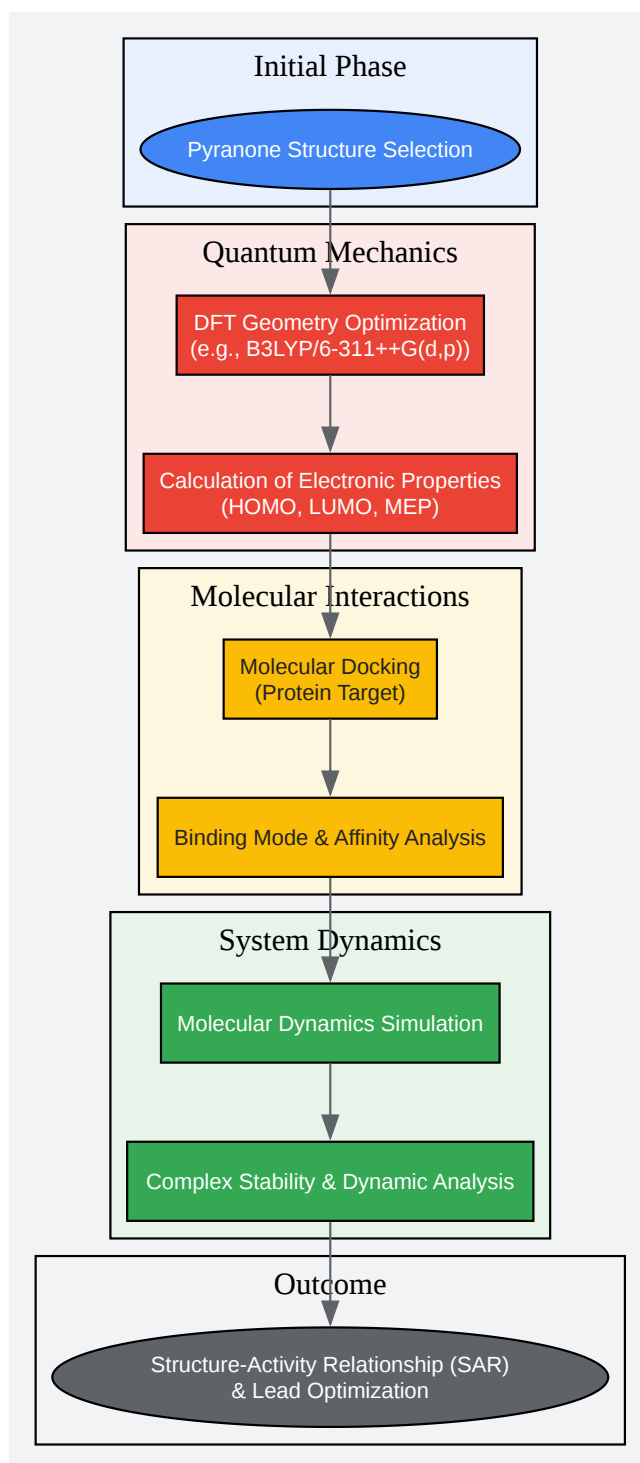 Initial Phase
Pyranone Structure Selection
Quantum Mechanics
DFT Geometry Optimization
(e.g., B3LYP/6-311++G(d,p))
Calculation of Electronic Properties
(HOMO, LUMO, MEP)
Molecular Interactions
Molecular Docking
(Protein Target)
Binding Mode & Affinity Analysis
System Dynamics
Molecular Dynamics Simulation
Complex Stability & Dynamic Analysis
Outcome
Structure-Activity Relationship (SAR)
& Lead Optimization